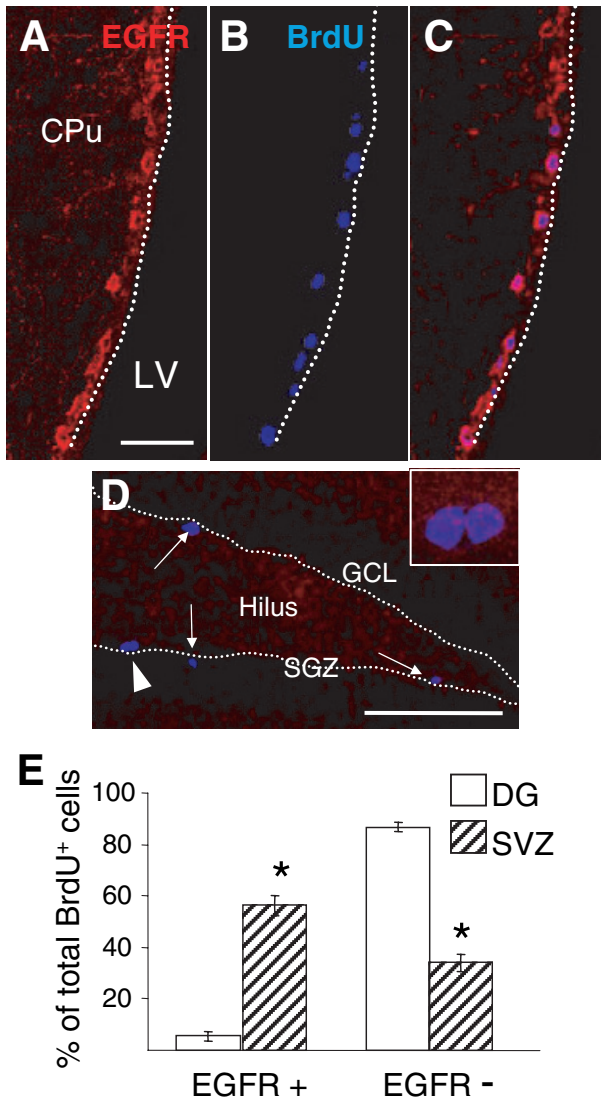 A EGFR
B BrdU
C
CPu
LV
D
GCL
Hilus
SGZ
E
% of total BrdU⁺ cells
100
80
60
40
20
DG
SVZ
*
*
EGFR +
EGFR -